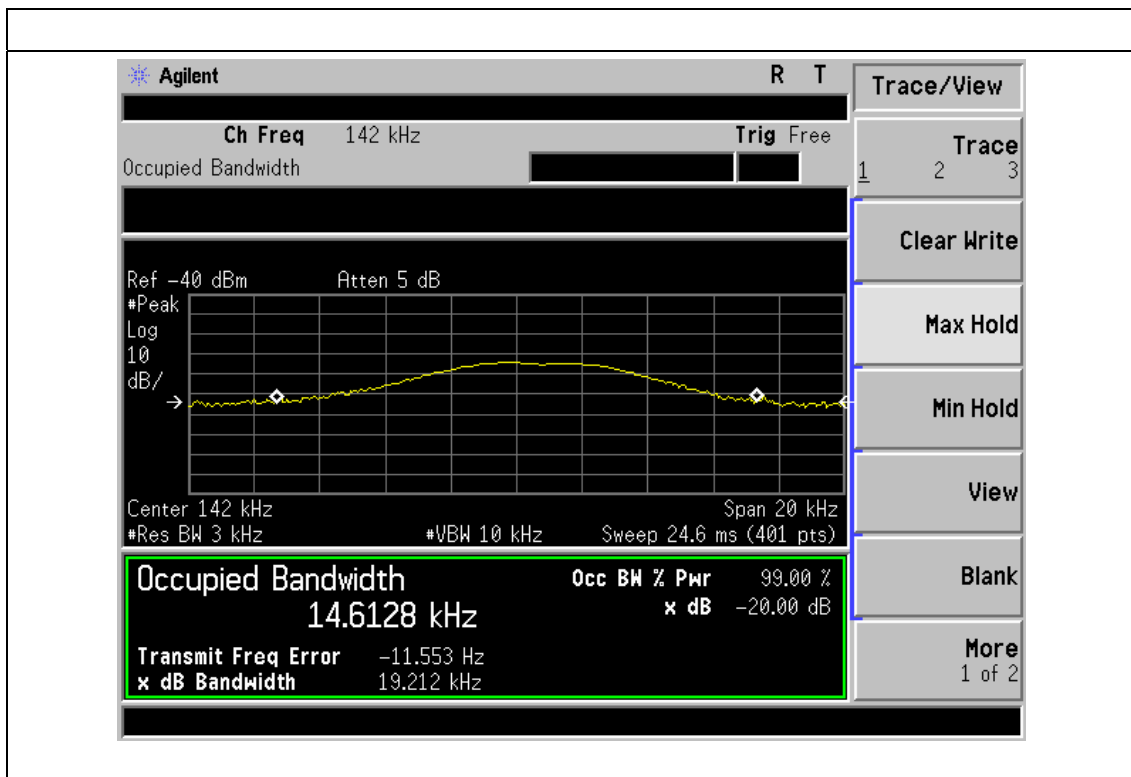 Agilent R T
Ch Freq 142 kHz Trig Free
Occupied Bandwidth
Ref -40 dBm Atten 5 dB
#Peak
Log
10
dB/
Center 142 kHz Span 20 kHz
#Res BW 3 kHz #VBW 10 kHz Sweep 24.6 ms (401 pts)
Occupied Bandwidth Occ BW % Pwr 99.00 %
14.6128 kHz x dB -20.00 dB
Transmit Freq Error -11.553 Hz
x dB Bandwidth 19.212 kHz
Trace/View
Trace
1 2 3
Clear Write
Max Hold
Min Hold
View
Blank
More
1 of 2